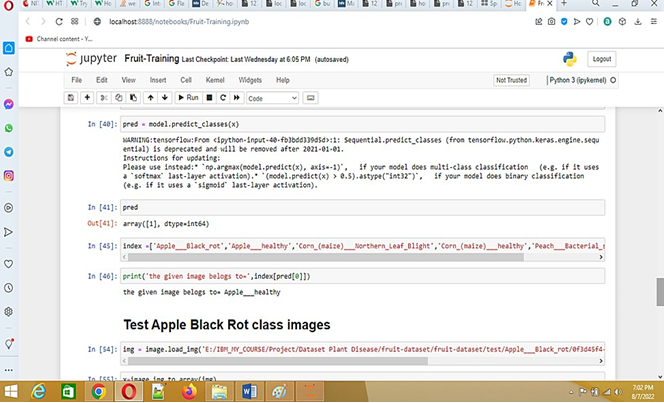 localhost:8888/notebooks/Fruit-Training.ipynb
Channel content - Y...
jupyter Fruit-Training Last Checkpoint: Last Wednesday at 6:05 PM (autosaved)
Logout
File Edit View Insert Cell Kernel Widgets Help
Not Trusted
Python 3 (ipykernel)
Run
Code
In [40]: pred = model.predict_classes(x)
WARNING:tensorflow:From <ipython-input-40-fb3bdd339d5d>:1: Sequential.predict_classes (from tensorflow.python.keras.engine.sequ
ential) is deprecated and will be removed after 2021-01-01.
Instructions for updating:
Please use instead:* `np.argmax(model.predict(x), axis=-1)`, if your model does multi-class classification (e.g. if it uses
a `softmax` last-layer activation).* `(model.predict(x) > 0.5).astype("int32")`, if your model does binary classification
(e.g. if it uses a `sigmoid` last-layer activation).
In [41]: pred
Out[41]: array([1], dtype=int64)
In [45]: index =['Apple___Black_rot','Apple___healthy','Corn_(maize)___Northern_Leaf_Blight','Corn_(maize)___healthy','Peach___Bacterial_
In [46]: print('the given image belogs to=',index[pred[0]])
the given image belogs to= Apple___healthy
Test Apple Black Rot class images
In [54]: img = image.load_img('E:/IBM_MY_COURSE/Project/Dataset Plant Disease/fruit-dataset/fruit-dataset/test/Apple___Black_rot/0f3d45f4-
In [55]: x=image.img_to_array(img)
7:02 PM
8/7/2022